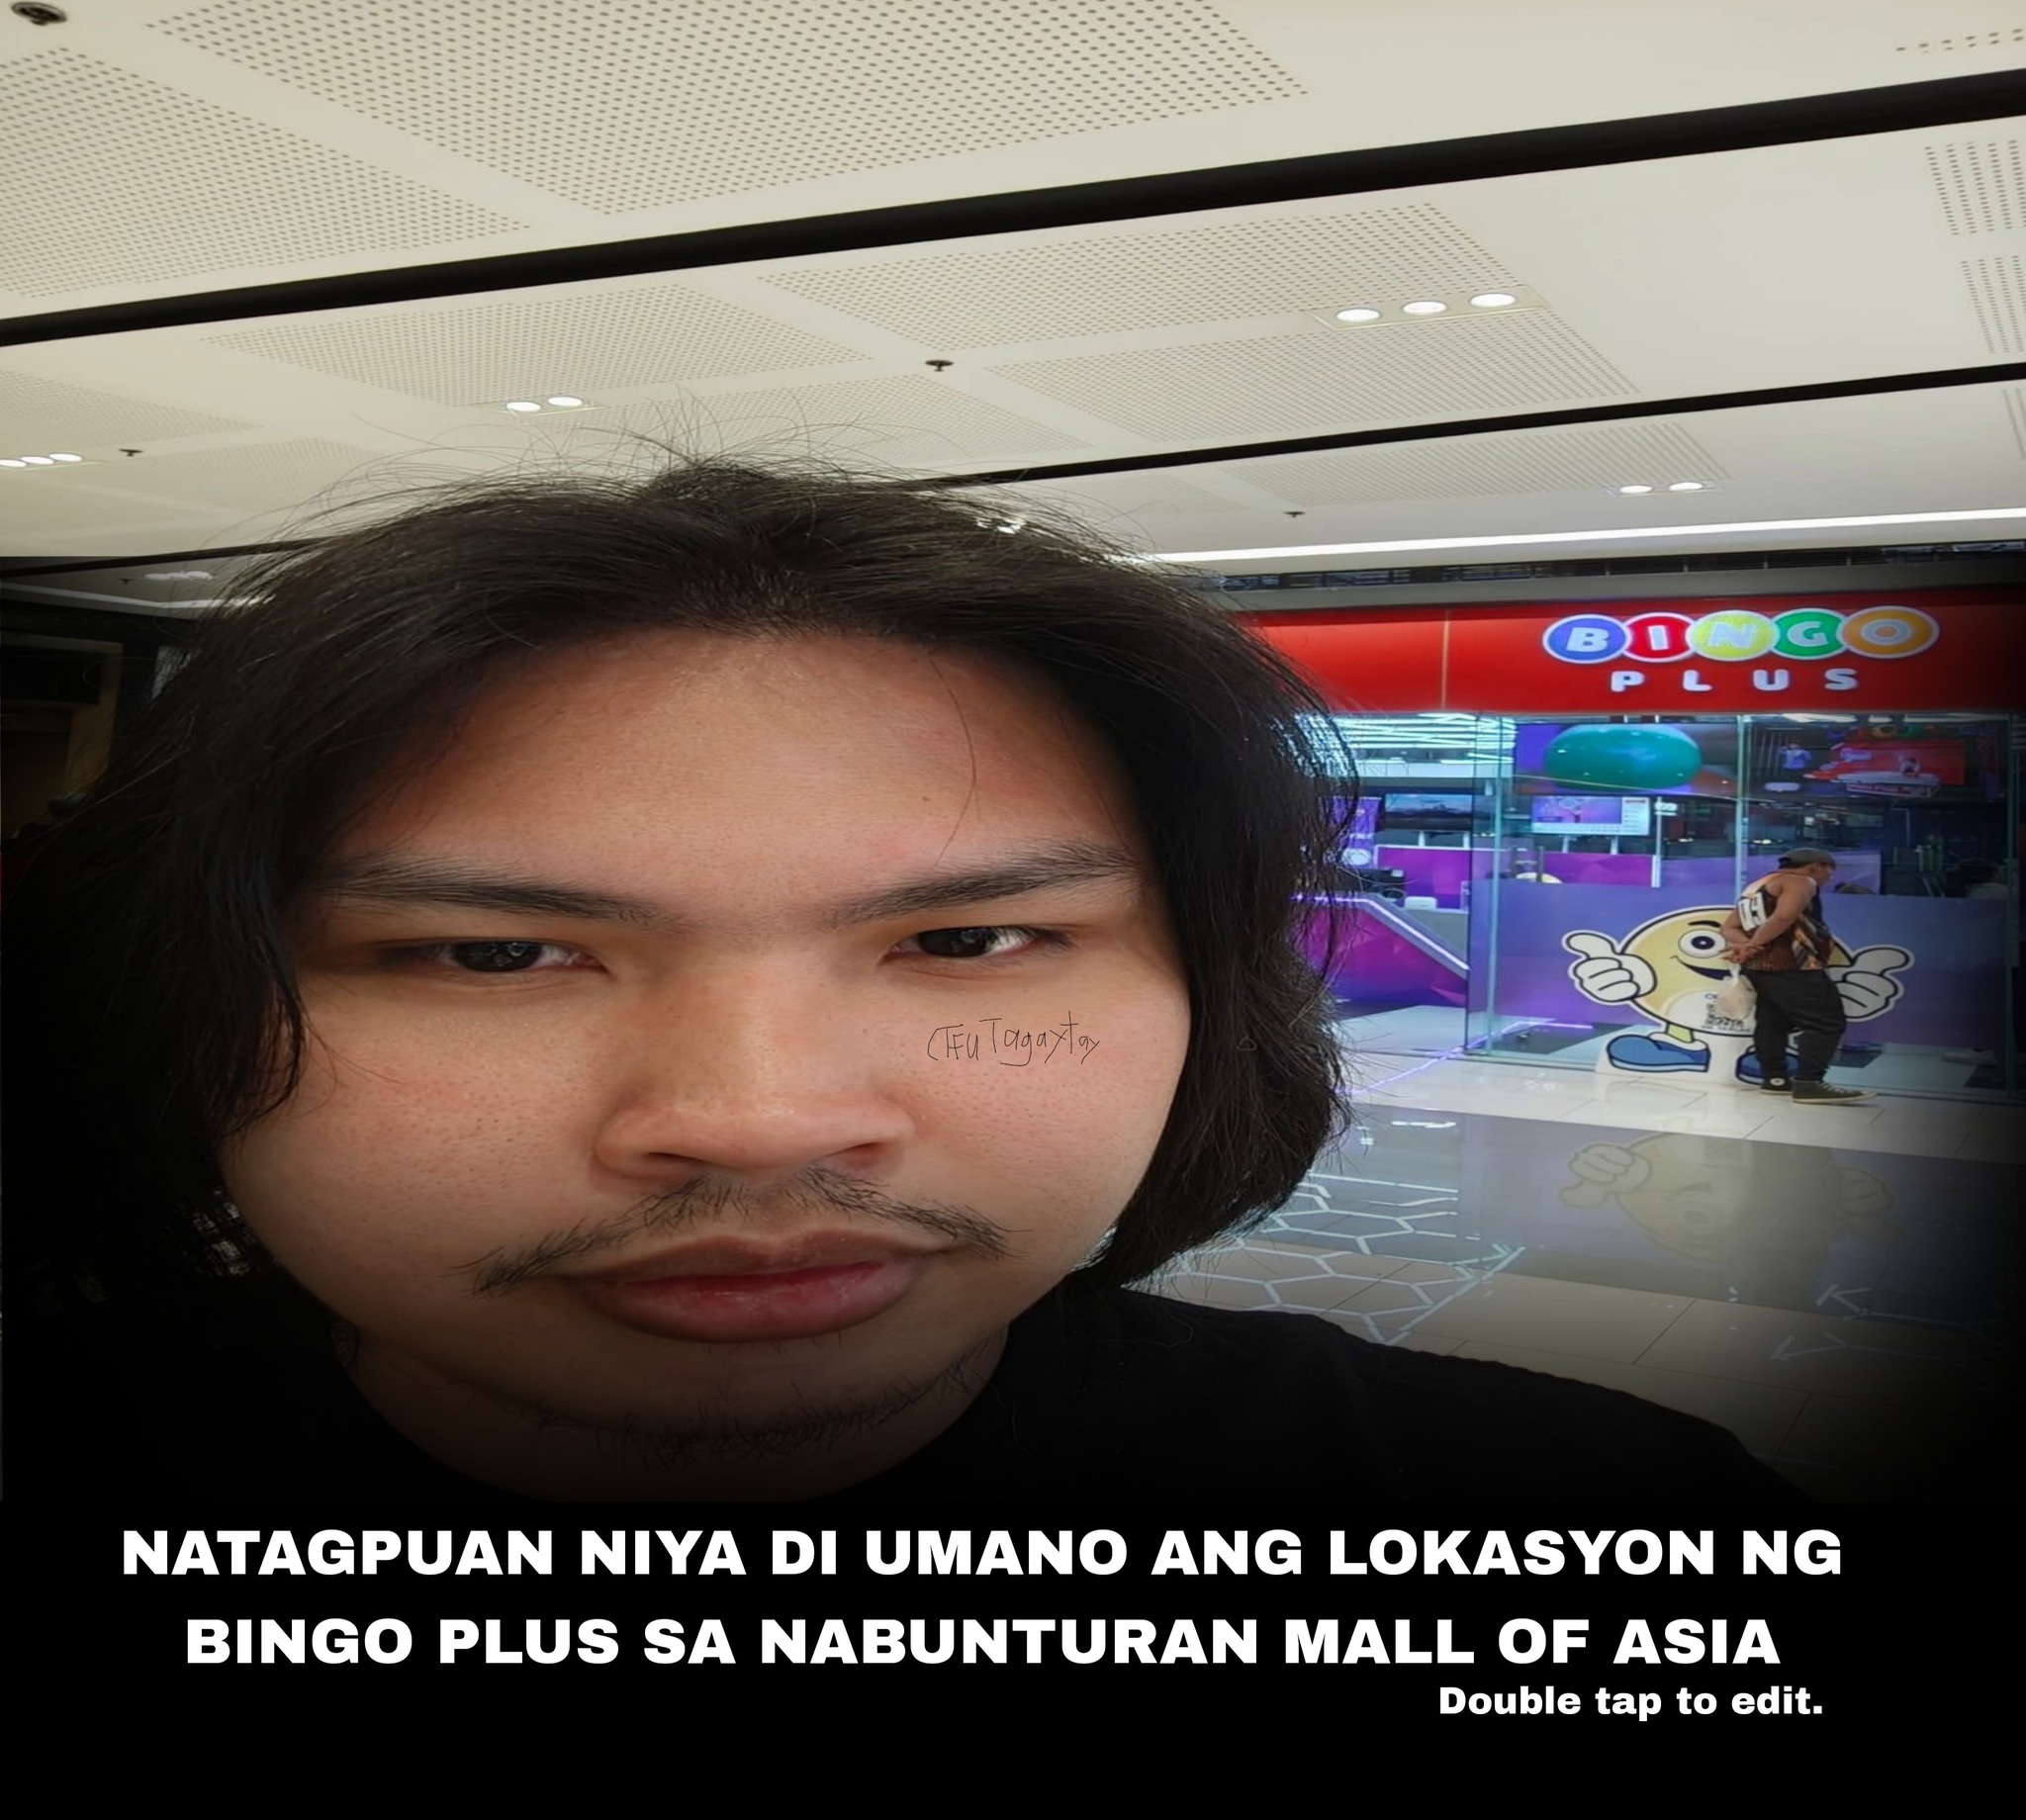 BINGO
PLUS
CFU Tagaytay
NATAGPUAN NIYA DI UMANO ANG LOKASYON NG
BINGO PLUS SA NABUNTURAN MALL OF ASIA
Double tap to edit.